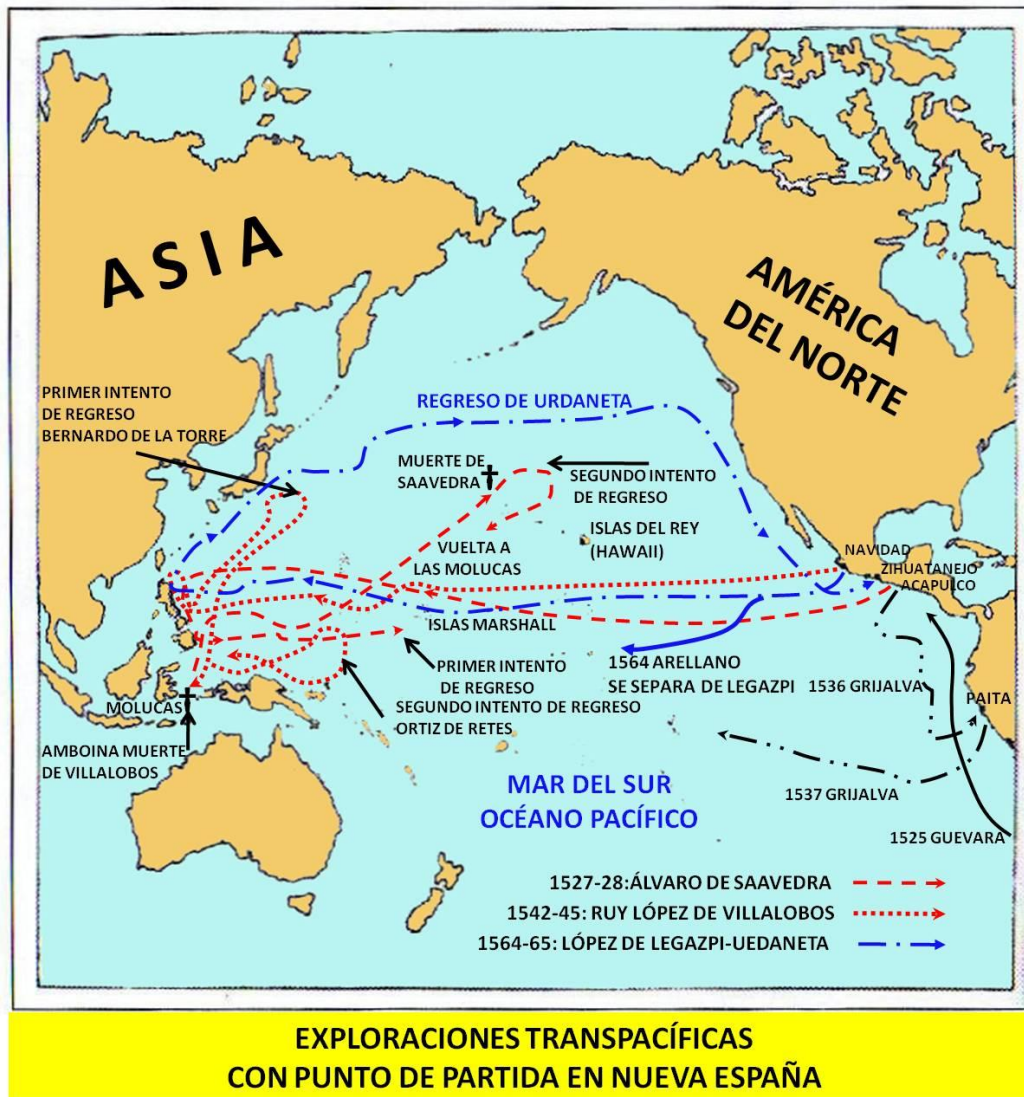 ASIA
AMÉRICA
DEL NORTE
PRIMER INTENTO
DE REGRESO
BERNARDO DE LA TORRE
REGRESO DE URDANETA
MUERTE DE
SAAVEDRA
SEGUNDO INTENTO
DE REGRESO
ISLAS DEL REY
(HAWAII)
VUELTA A
LAS MOLUCAS
NAVIDAD
ZIHUATANEJO
ACAPULCO
ISLAS MARSHALL
PRIMER INTENTO
DE REGRESO
1564 ARELLANO
SE SEPARA DE LEGAZPI
1536 GRIJALVA
PAITA
MOLUCAS
SEGUNDO INTENTO DE REGRESO
ORTIZ DE RETES
AMBOINA MUERTE
DE VILLALOBOS
MAR DEL SUR
OCÉANO PACÍFICO
1537 GRIJALVA
1525 GUEVARA
1527-28:ÁLVARO DE SAAVEDRA
1542-45: RUY LÓPEZ DE VILLALOBOS
1564-65: LÓPEZ DE LEGAZPI-UEDANETA
EXPLORACIONES TRANSPACÍFICAS
CON PUNTO DE PARTIDA EN NUEVA ESPAÑA